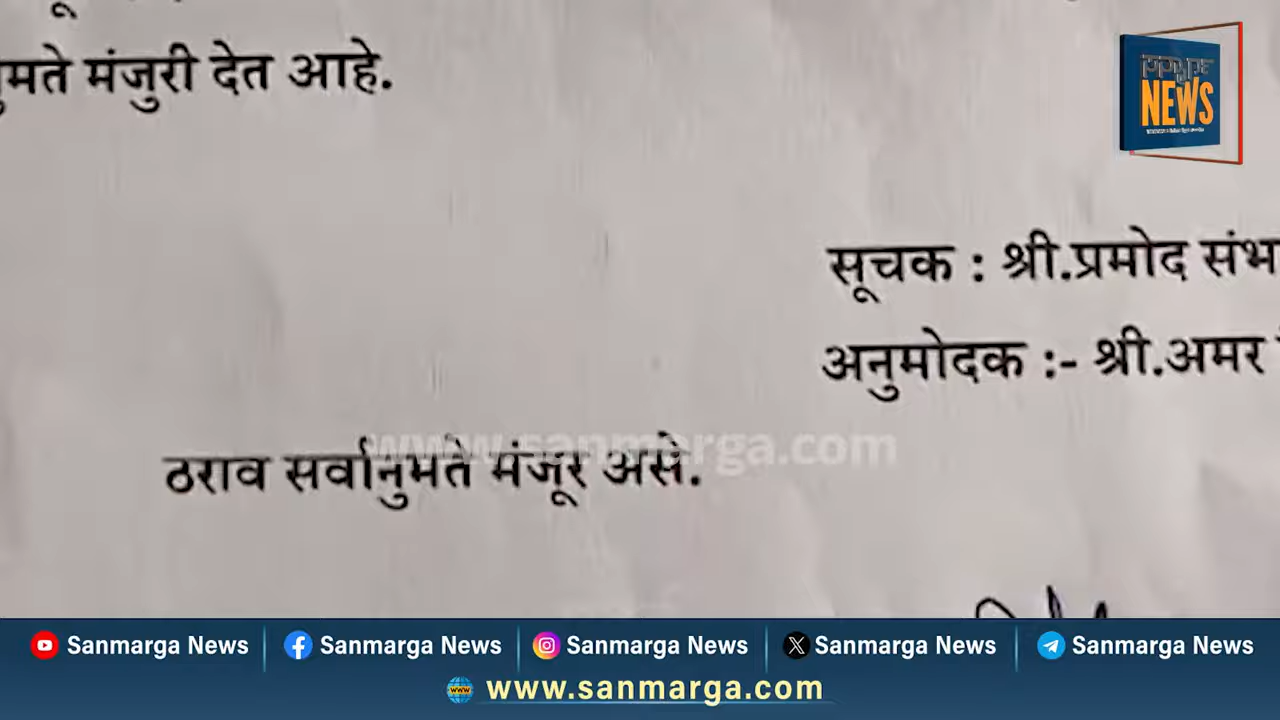 मंजुरी देत आहे.
NEWS
सूचक : श्री.प्रमोद
अनुमोदक :- श्री.अमर
www.sanmarga.com
ठराव सर्वानुमते मंजूर असे.
Sanmarga News Sanmarga News Sanmarga News Sanmarga News Sanmarga News
www.sanmarga.com